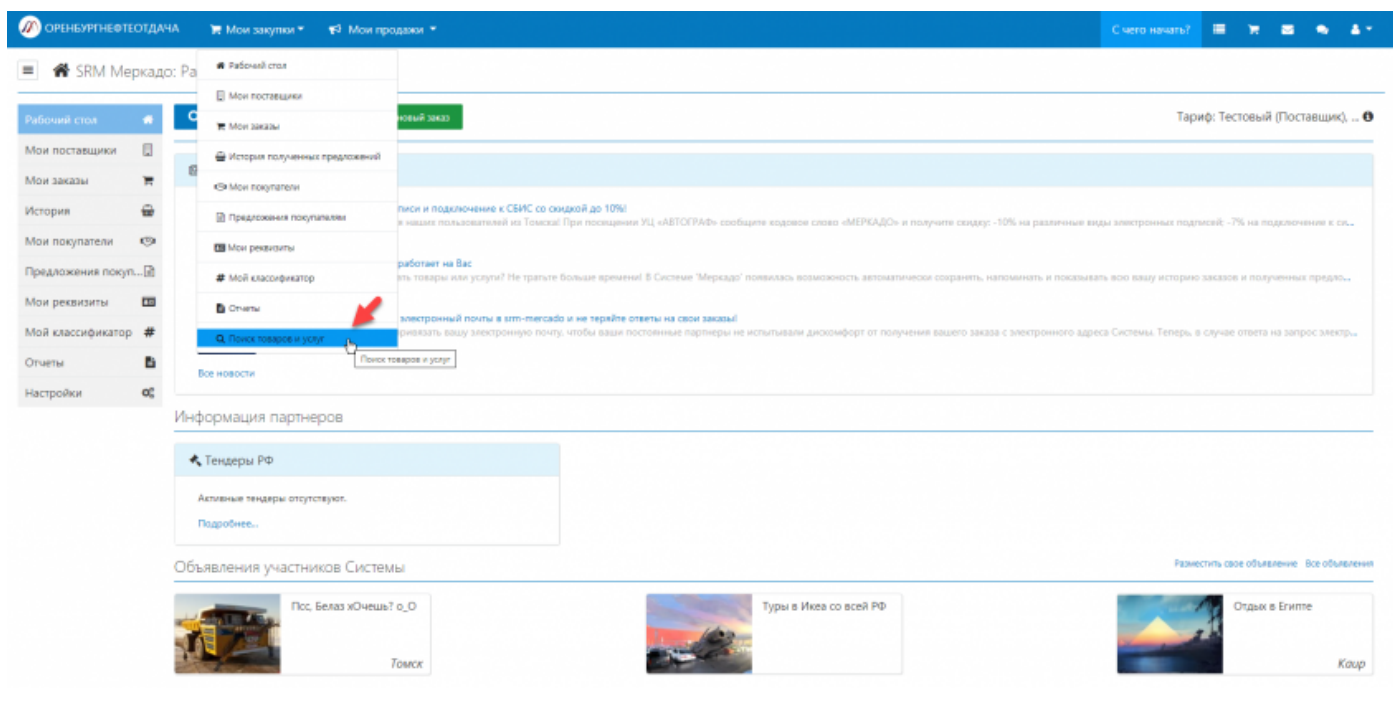 ОРЕНБУРГНЕФТЕОТДАЧА
Мои закупки
Мои продажи
С чего начать?
SRM Меркадо: Ра
Рабочий стол
Мои поставщики
Мои заказы
История
Мои покупатели
Предложения покуп...
Мои реквизиты
Мой классификатор #
Отчеты
Настройки
Рабочий стол
Мои поставщики
Мои заказы
История полученных предложений
Мои покупатели
Предложения покупателям
Мои реквизиты
# Мой классификатор
Отчеты
Поиск товаров и услуг
Поиск товаров и услуг
новый заказ
Тариф: Тестовый (Поставщик), ...
писи и подключение к СБИС со скидкой до 10%!
я наших пользователей из Томска! При посещении УЦ «АВТОГРАФ» сообщите кодовое слово «МЕРКАДО» и получите скидку: -10% на различные виды электронных подписей; -7% на подключение к си...
работает на Вас
ать товары или услуги? Не тратьте больше времени! В Системе 'Меркадо' появилась возможность автоматически сохранять, напоминать и показывать всю вашу историю заказов и полученных предло...
электронный почты в srm-mercado и не теряйте ответы на свои заказы!
привязать вашу электронную почту, чтобы ваши постоянные партнеры не испытывали дискомфорт от получения вашего заказа с электронного адреса Системы. Теперь, в случае ответа на запрос электр...
Все новости
Информация партнеров
Тендеры РФ
Активные тендеры отсутствуют.
Подробнее...
Объявления участников Системы
Разместить свое объявление
Все объявления
Псс, Белаз хОчешь? о_О
Томск
Туры в Икеа со всей РФ
Отдых в Египте
Каир